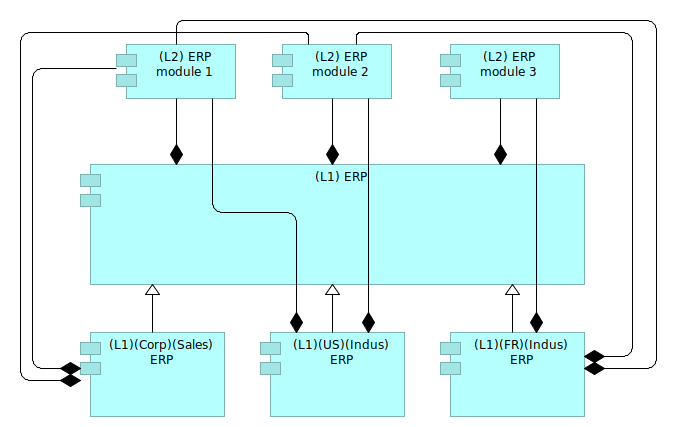 (L2) ERP
module 1
(L2) ERP
module 2
(L2) ERP
module 3
(L1) ERP
(L1)(Corp)(Sales)
ERP
(L1)(US)(Indus)
ERP
(L1)(FR)(Indus)
ERP